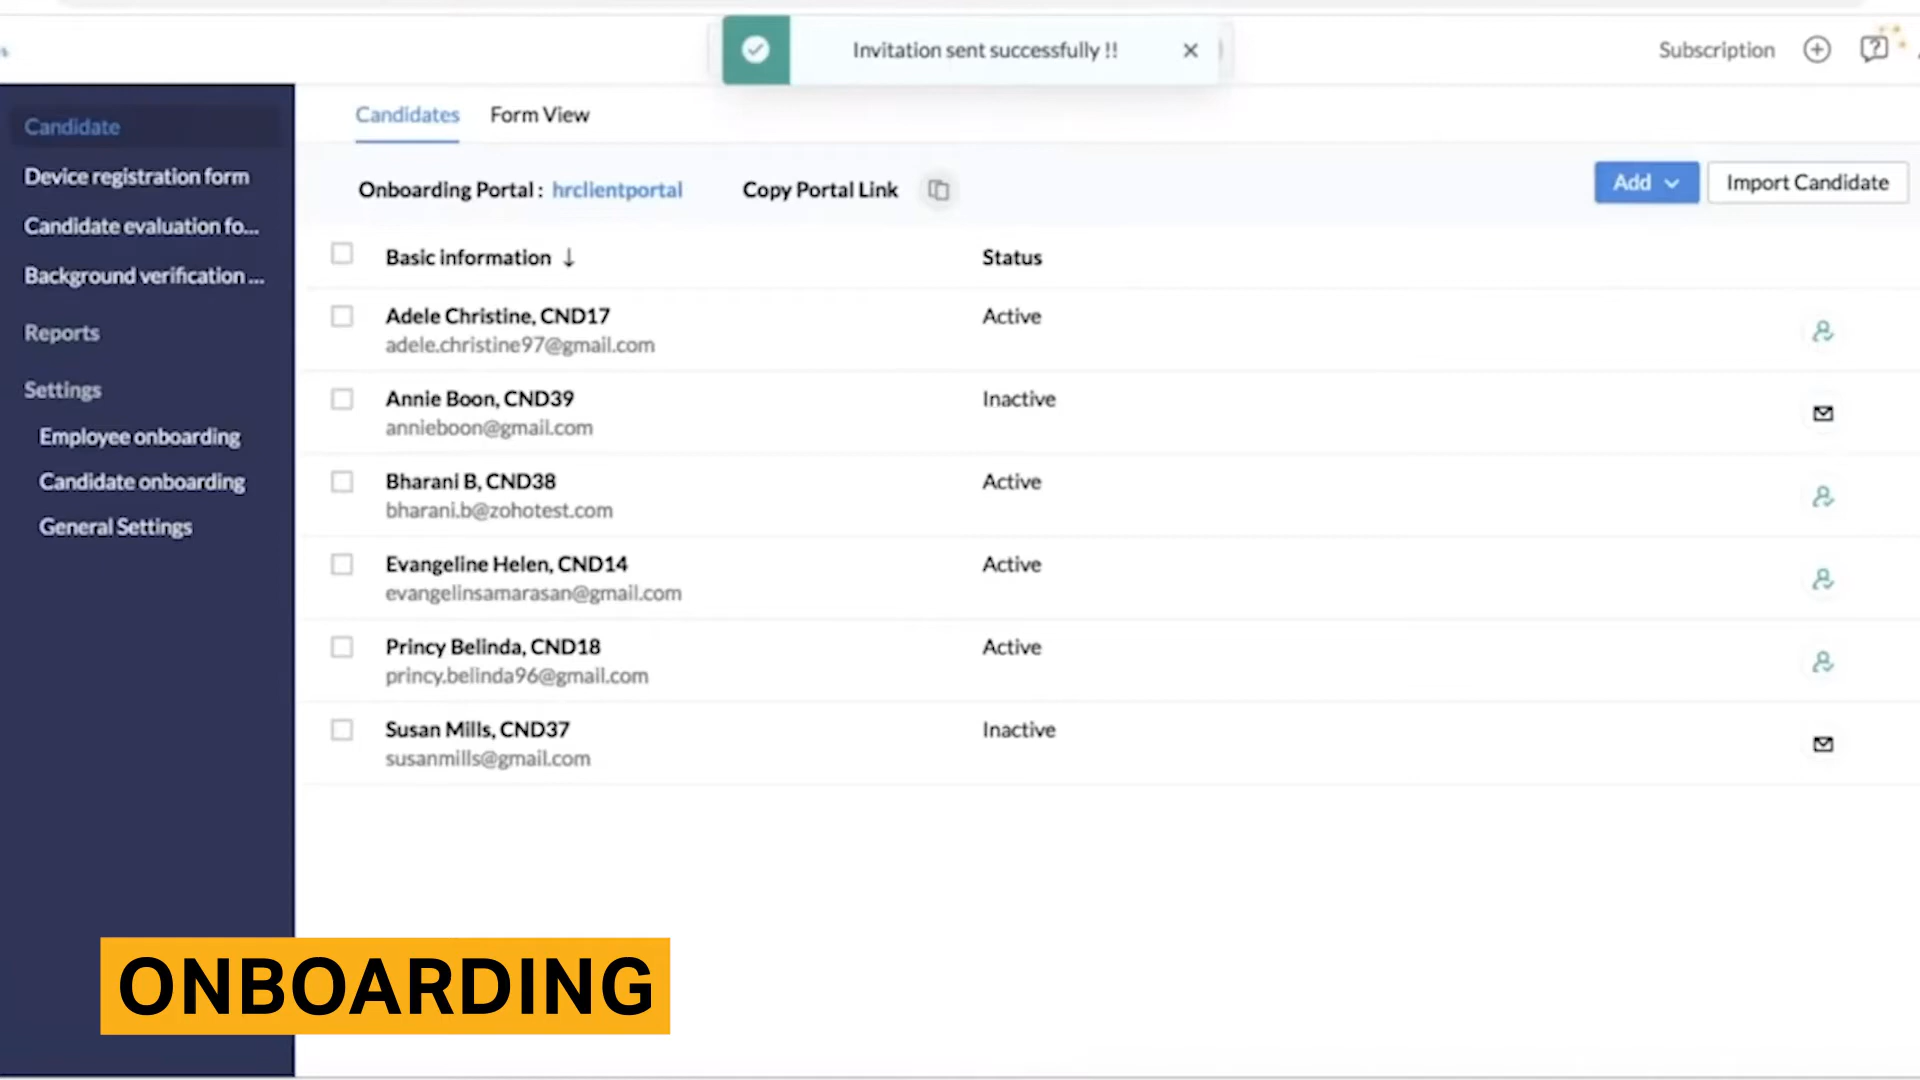 Invitation sent successfully !!
Subscription
Candidate
Device registration form
Candidate evaluation fo...
Background verification ...
Reports
Settings
Employee onboarding
Candidate onboarding
General Settings
Candidates
Form View
Onboarding Portal : hrclientportal
Copy Portal Link
Add
Import Candidate
Basic information ↓
Status
Adele Christine, CND17
adele.christine97@gmail.com
Active
Annie Boon, CND39
annieboon@gmail.com
Inactive
Bharani B, CND38
bharani.b@zohotest.com
Active
Evangeline Helen, CND14
evangelinsamarasan@gmail.com
Active
Princy Belinda, CND18
princy.belinda96@gmail.com
Active
Susan Mills, CND37
susanmills@gmail.com
Inactive
ONBOARDING